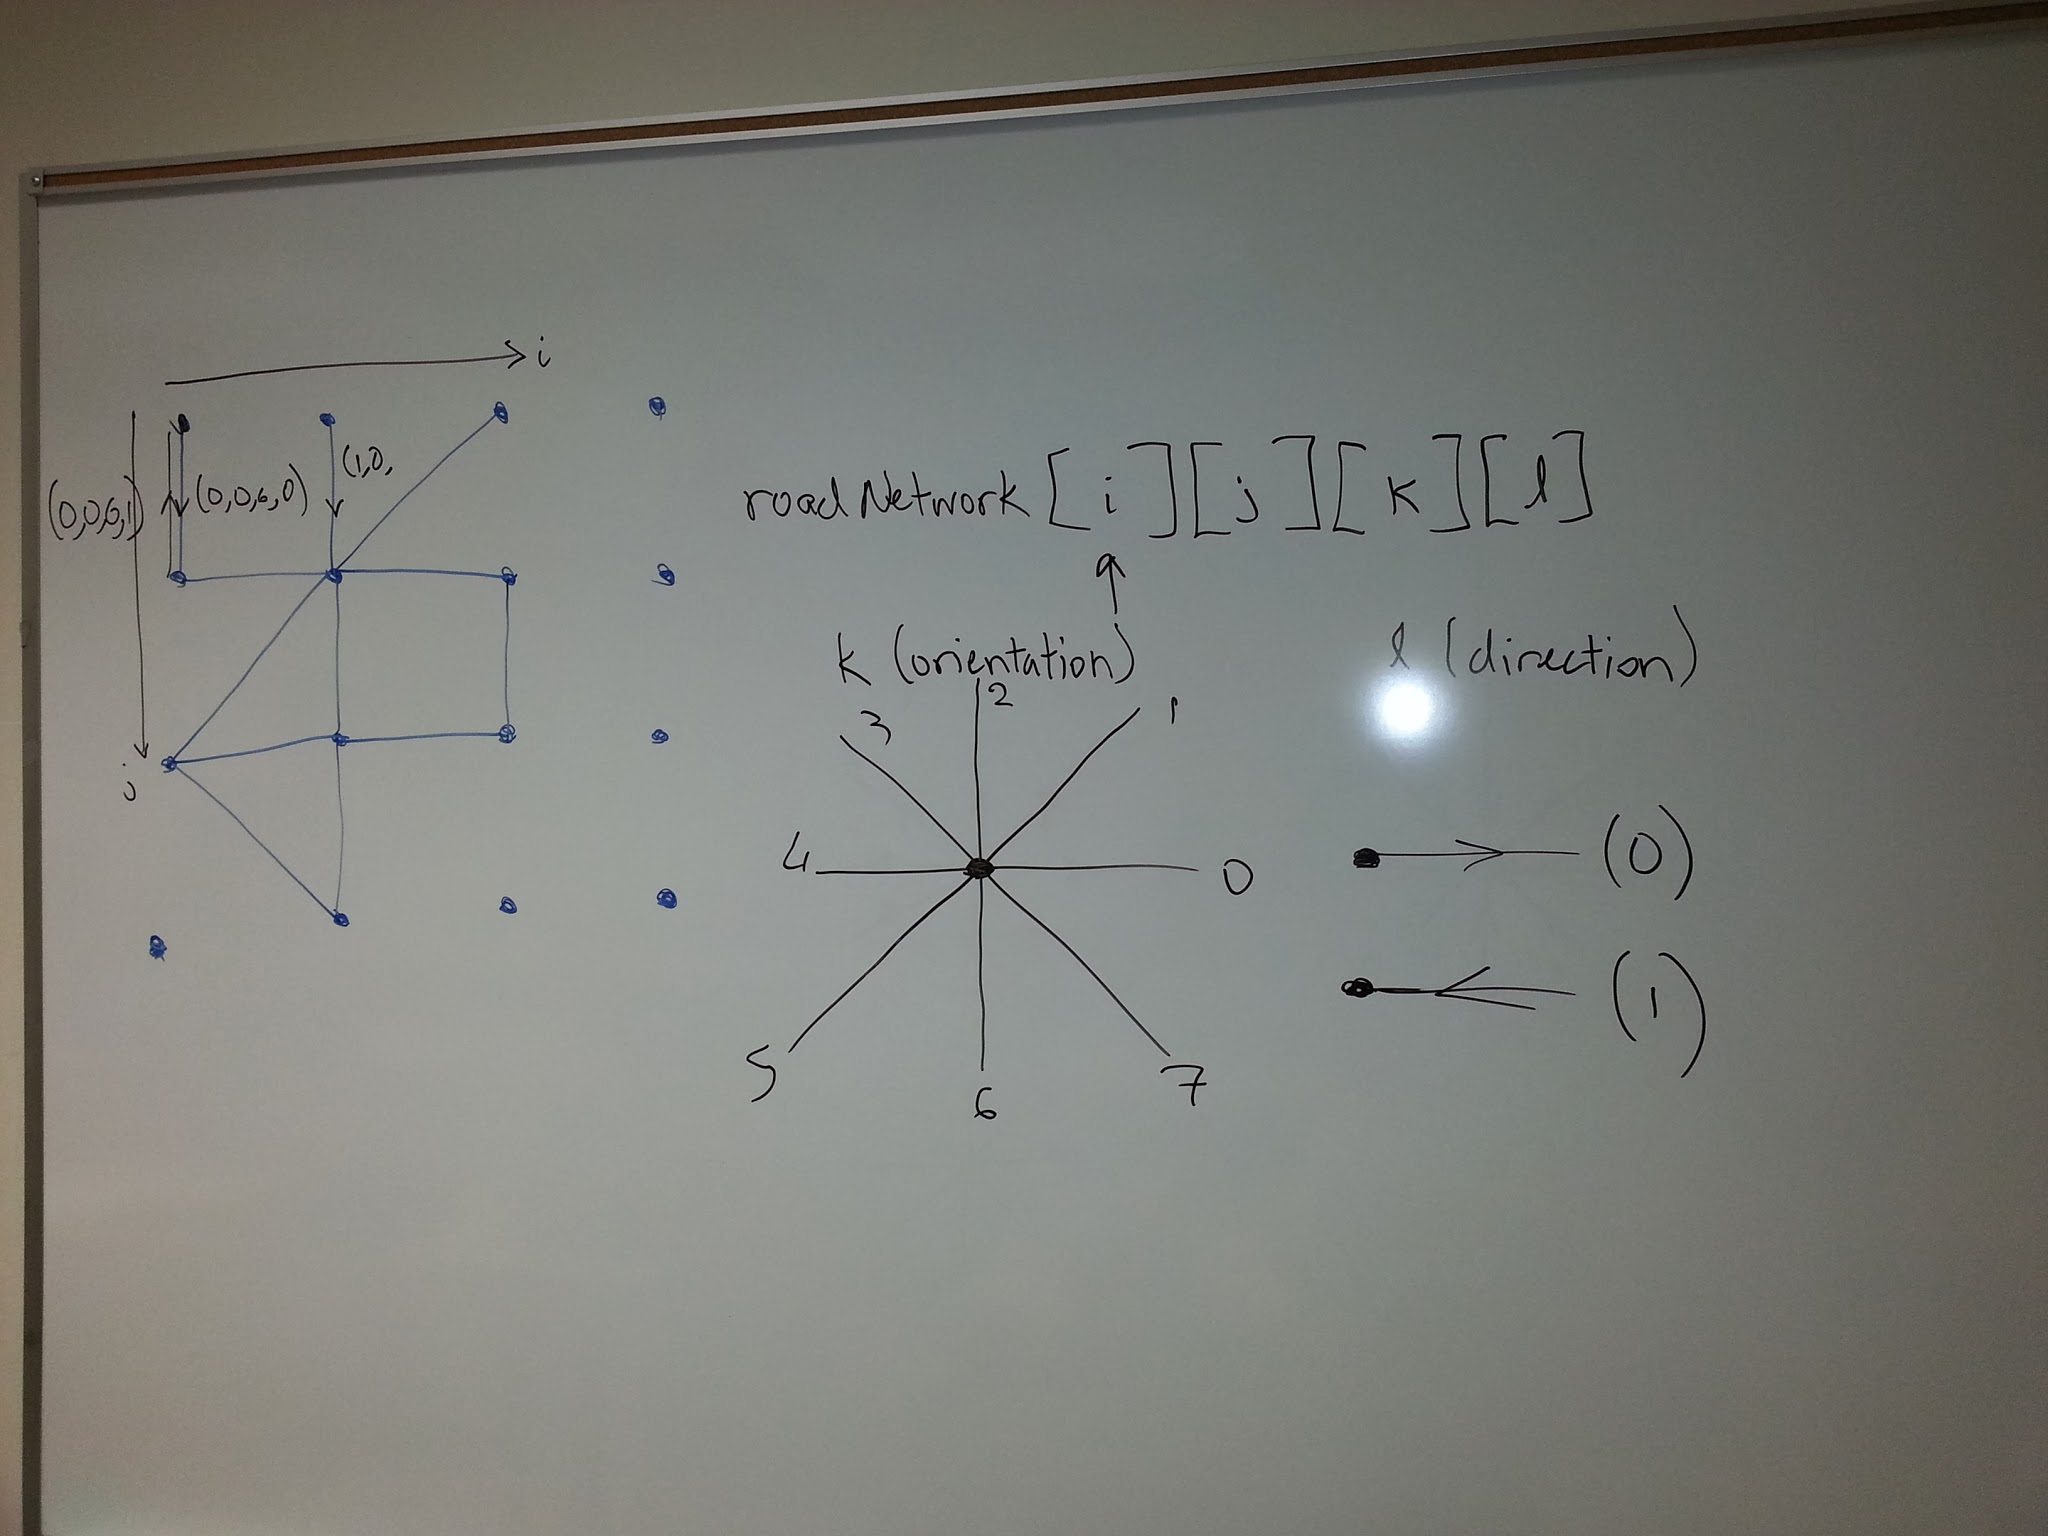 i
(0,0,6,1)
(0,0,6,0)
(1,0,
j
roadNetwork [i][j][k][l]
k (orientation)
l (direction)
2
3
1
4
0
5
6
7
(0)
(1)